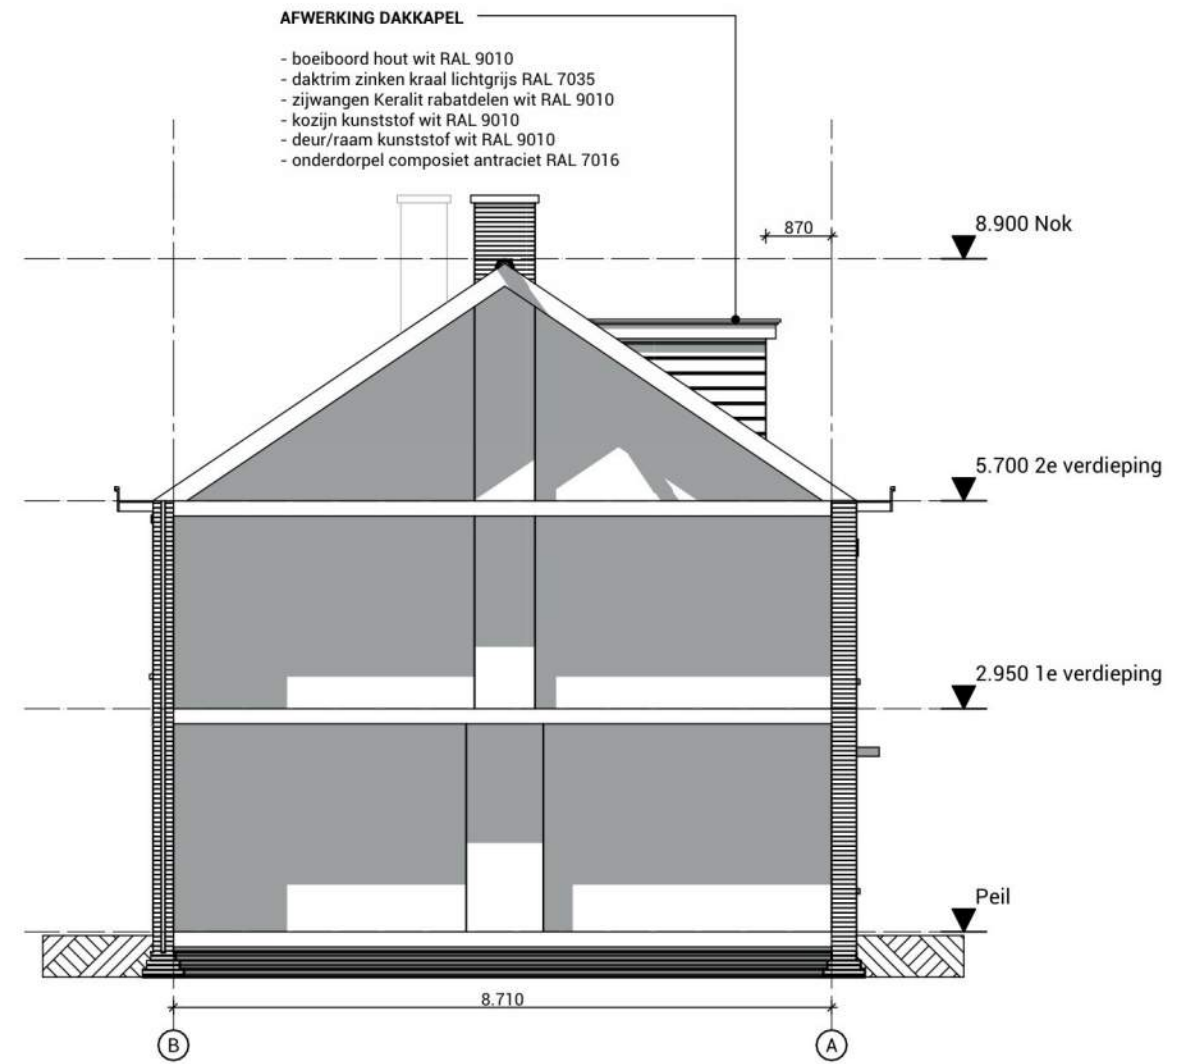 AFWERKING DAKKAPEL
- boeiboord hout wit RAL 9010
- daktrim zinken kraal lichtgrijs RAL 7035
- zijwangen Keralit rabatdelen wit RAL 9010
- kozijn kunststof wit RAL 9010
- deur/raam kunststof wit RAL 9010
- onderdorpel composiet antraciet RAL 7016
870
8.900 Nok
5.700 2e verdieping
2.950 1e verdieping
Peil
8.710
B
A